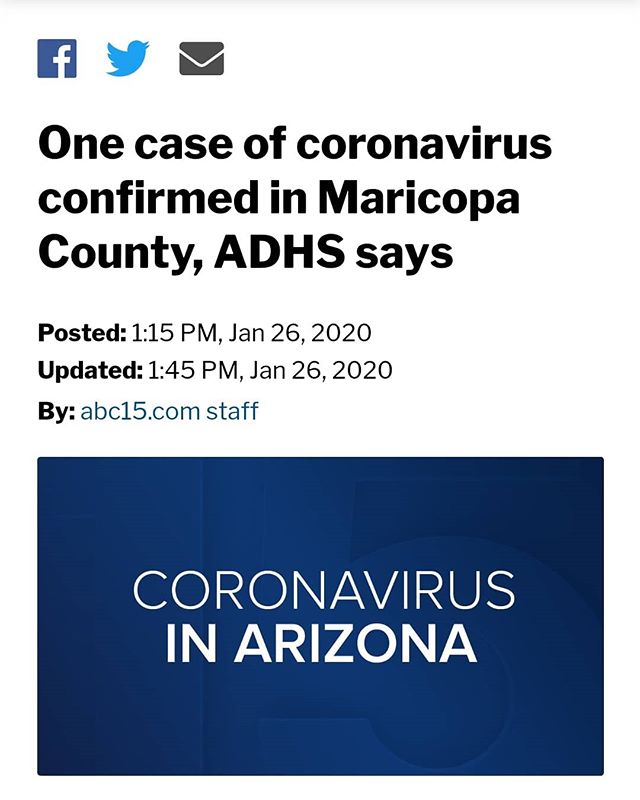 One case of coronavirus
confirmed in Maricopa
County, ADHS says
Posted: 1:15 PM, Jan 26, 2020
Updated: 1:45 PM, Jan 26, 2020
By: abc15.com staff
CORONAVIRUS
IN ARIZONA